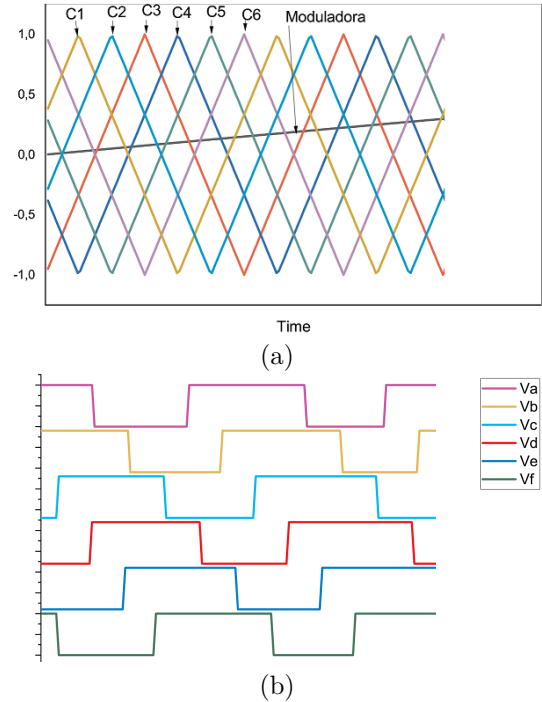 C1 C2 C3 C4 C5 C6 Moduladora
1,0
0,5
0,0
-0,5
-1,0
Time
(a)
Va
Vb
Vc
Vd
Ve
Vf
(b)